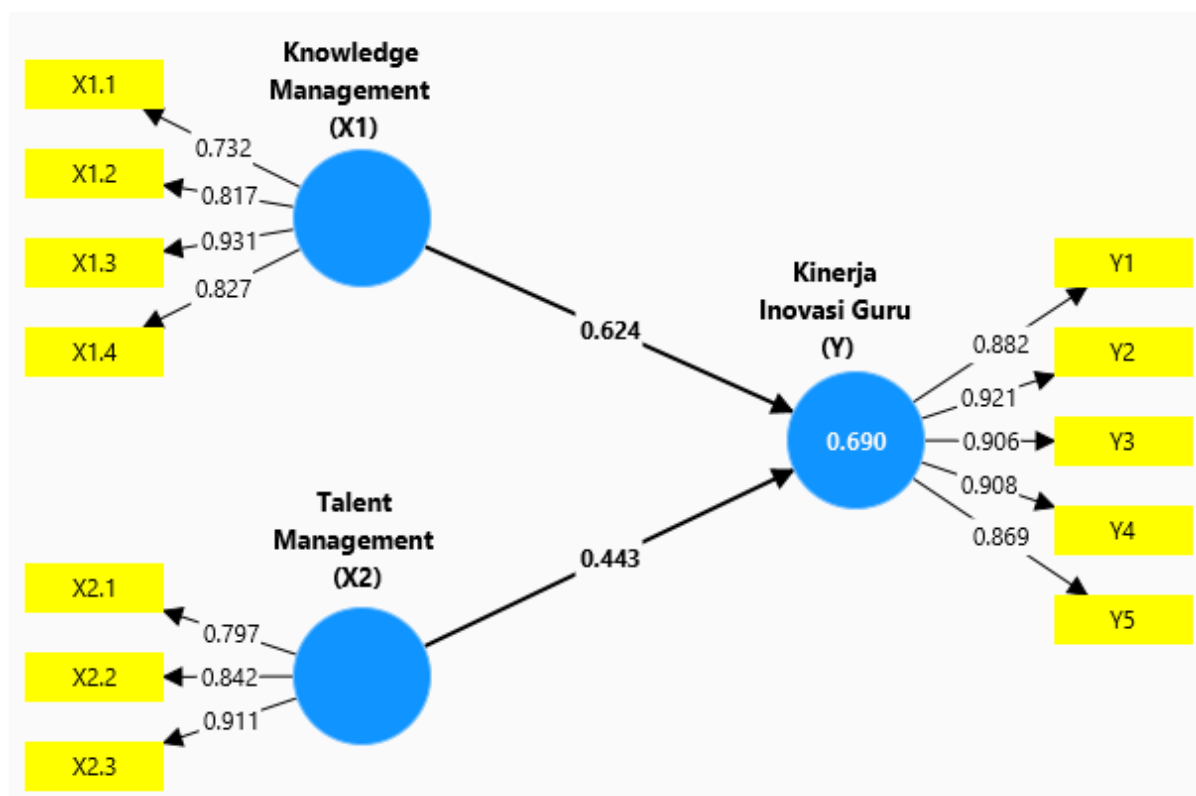 Knowledge
Management
(X1)
X1.1
X1.2
X1.3
X1.4
0.732
0.817
0.931
0.827
0.624
Talent
Management
(X2)
X2.1
X2.2
X2.3
0.797
0.842
0.911
0.443
Kinerja
Inovasi Guru
(Y)
0.690
0.882
0.921
0.906
0.908
0.869
Y1
Y2
Y3
Y4
Y5